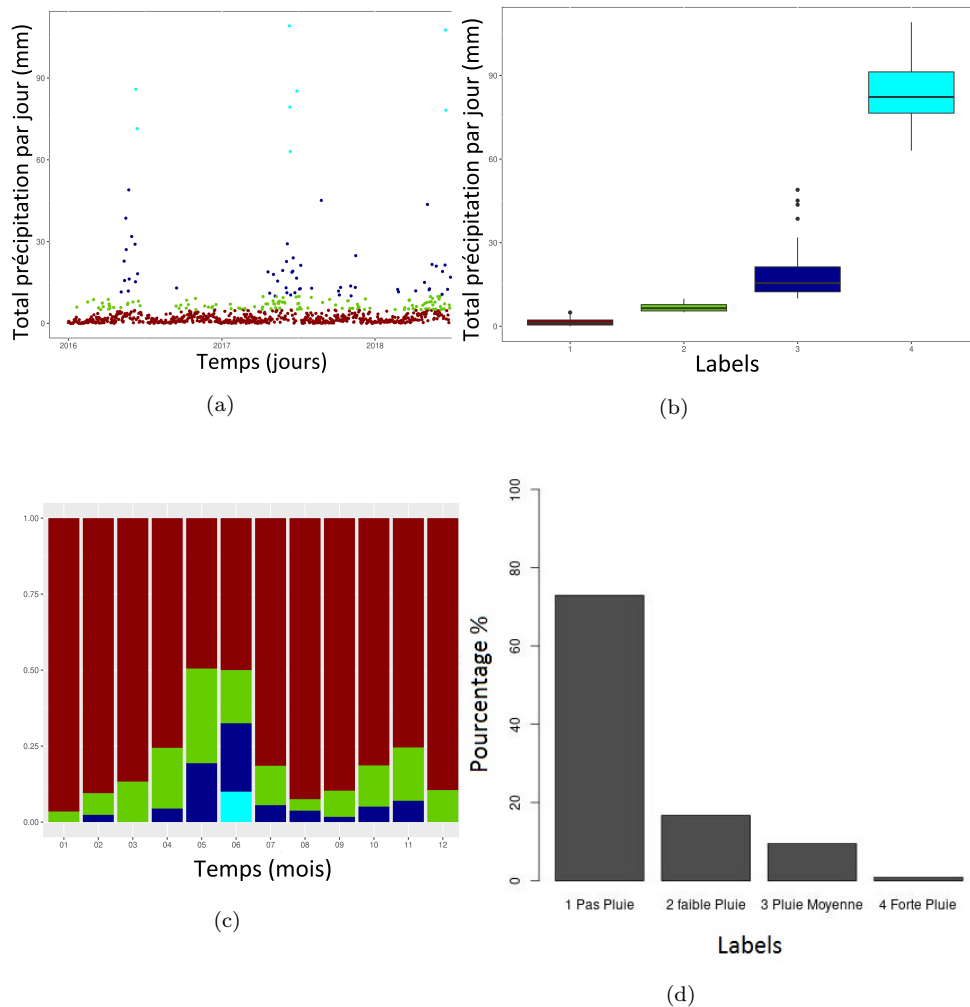 Total précipitation par jour (mm)
90
60
30
0
2016
2017
2018
Temps (jours)
(a)
Total précipitation par jour (mm)
90
60
30
0
1
2
3
4
Labels
(b)
1.00
0.75
0.50
0.25
0.00
01
02
03
04
05
06
07
08
09
10
11
12
Temps (mois)
(c)
Pourcentage %
100
80
60
40
20
0
1 Pas Pluie
2 faible Pluie
3 Pluie Moyenne
4 Forte Pluie
Labels
(d)